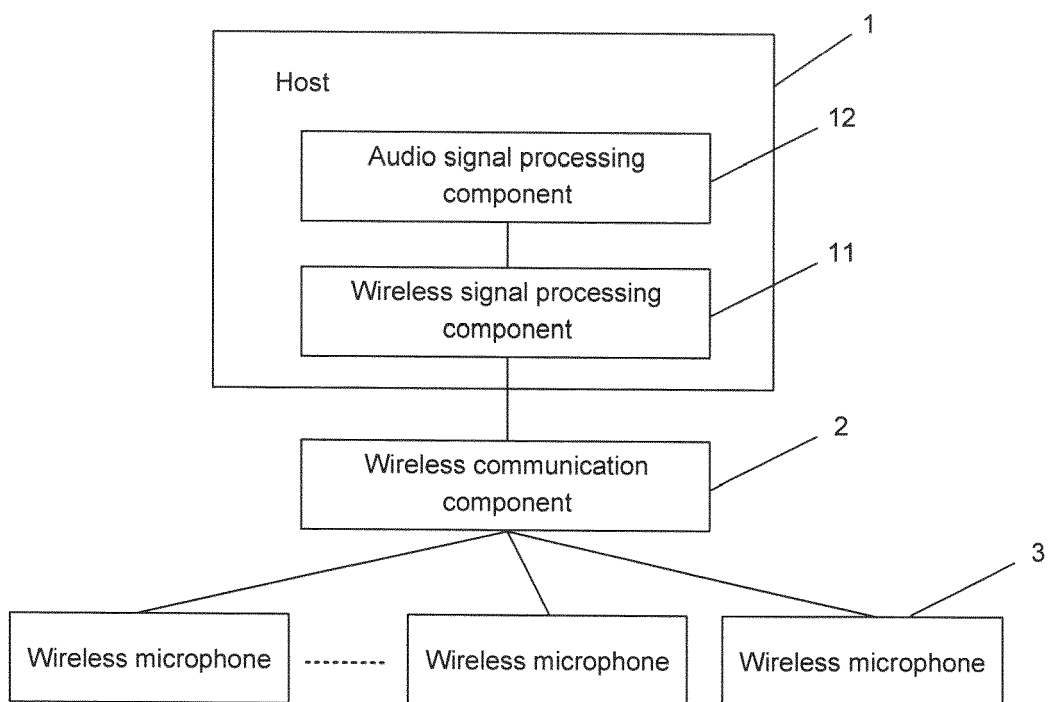 1
Host
12
Audio signal processing
component
11
Wireless signal processing
component
2
Wireless communication
component
3
Wireless microphone
Wireless microphone
Wireless microphone